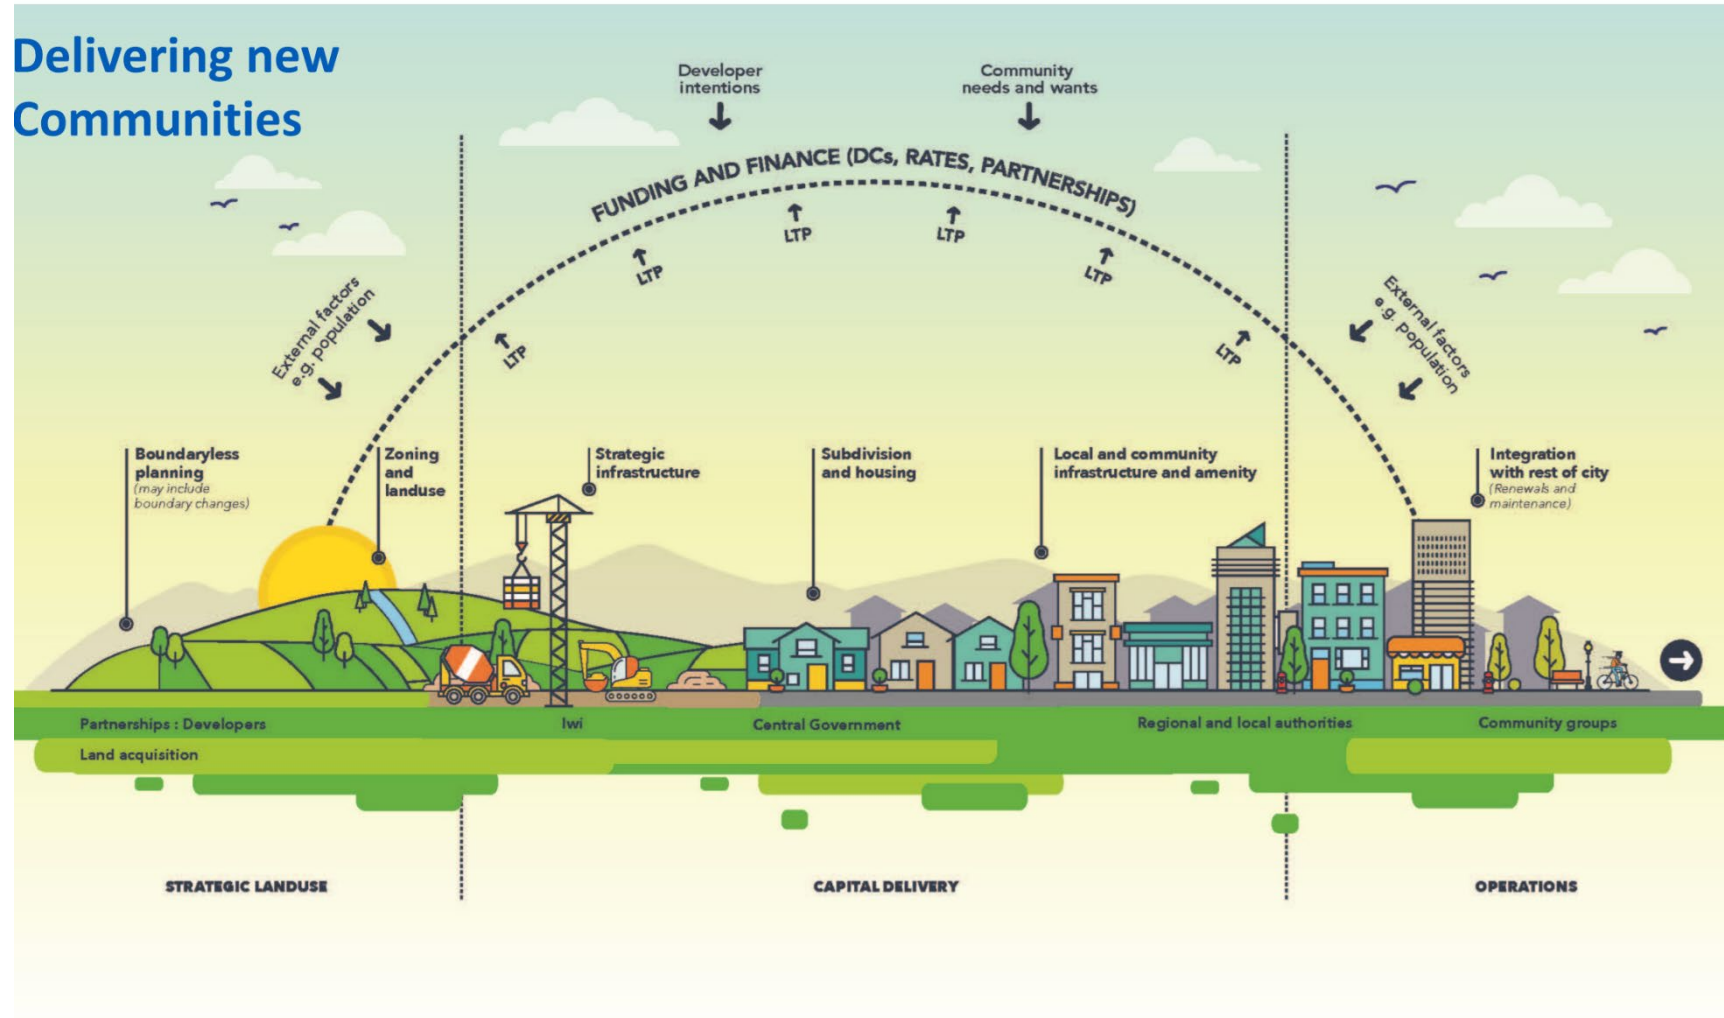 Delivering new
Communities
Developer
intentions
Community
needs and wants
FUNDING AND FINANCE (DCs, RATES, PARTNERSHIPS)
LTP
LTP
LTP
LTP
LTP
LTP
External factors
e.g. population
External factors
e.g. population
Boundaryless
planning
(may include
boundary changes)
Zoning
and
landuse
Strategic
infrastructure
Subdivision
and housing
Local and community
infrastructure and amenity
Integration
with rest of city
(Renewals and
maintenance)
Partnerships : Developers
Iwi
Central Government
Regional and local authorities
Community groups
Land acquisition
STRATEGIC LANDUSE
CAPITAL DELIVERY
OPERATIONS